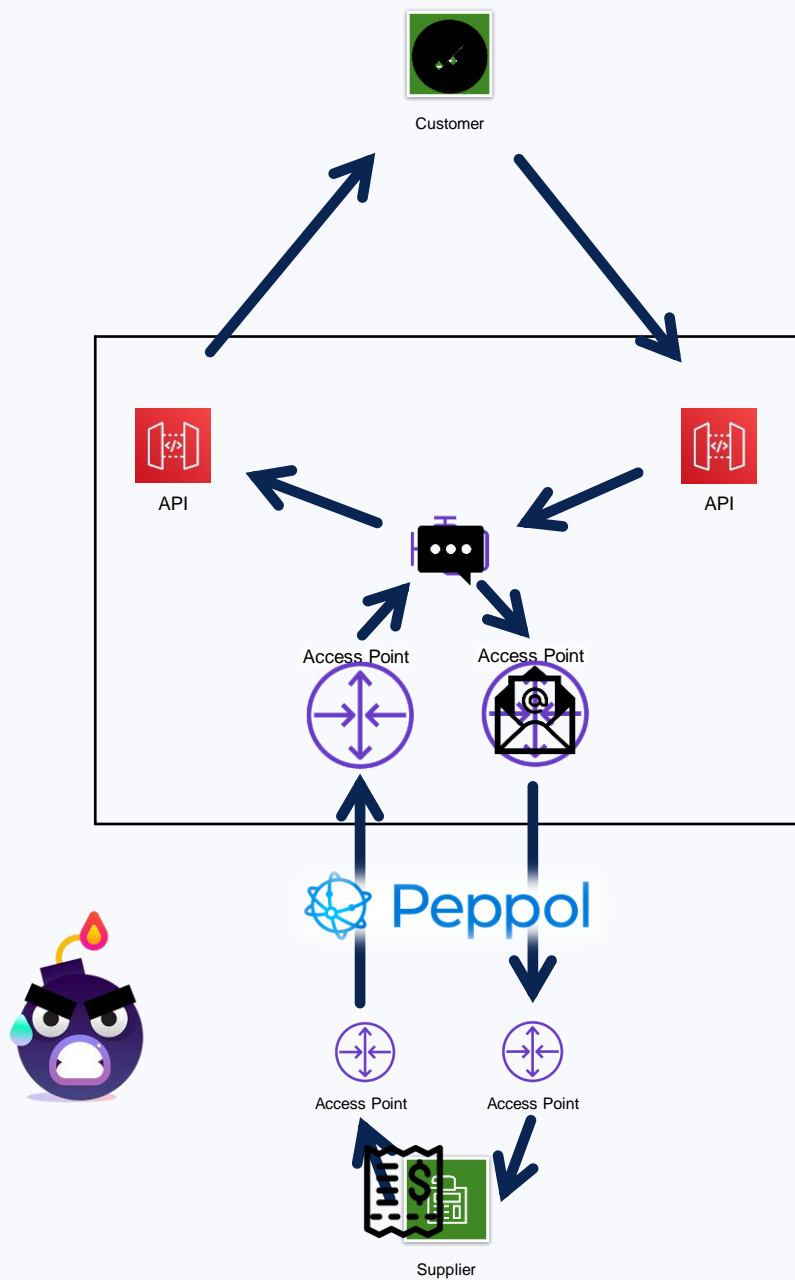 Customer
API
API
Access Point
Access Point
@
Peppol
Access Point
Access Point
$
Supplier